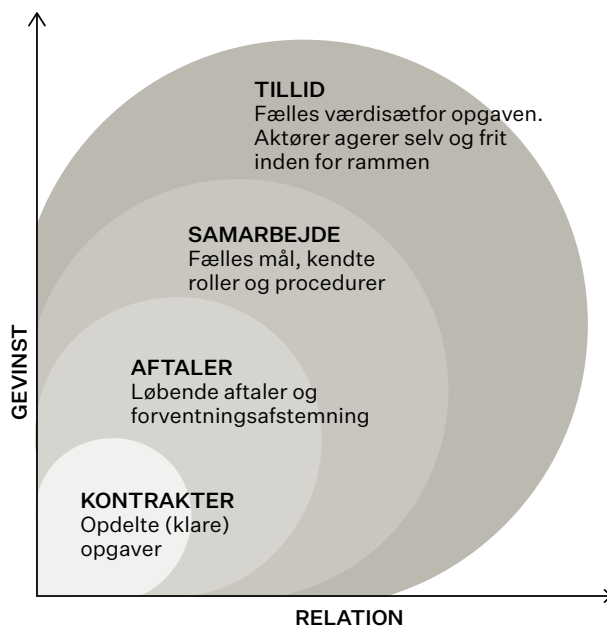 TILLID
Fælles værdisætfor opgaven.
Aktører agerer selv og frit
inden for rammen
SAMARBEJDE
Fælles mål, kendte
roller og procedurer
AFTALER
Løbende aftaler og
forventningsafstemning
KONTRAKTER
Opdelte (klare)
opgaver
GEVINST
RELATION